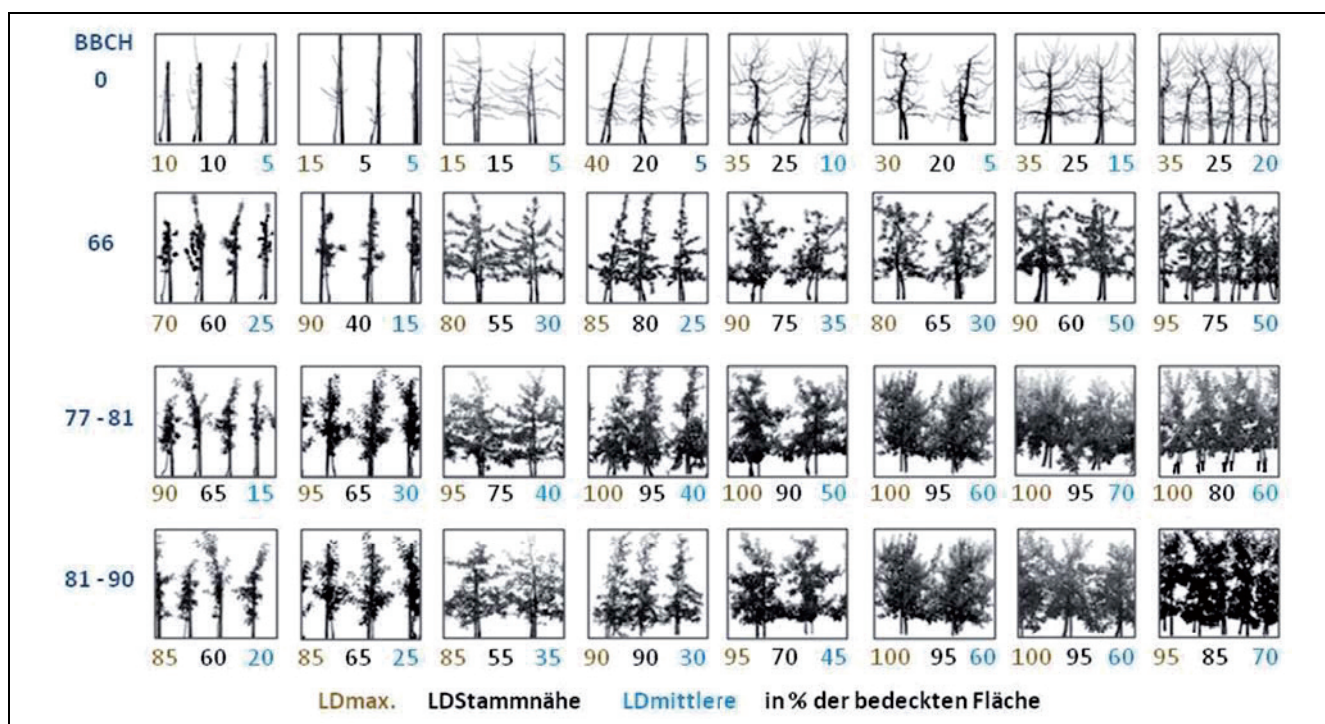 BBCH
0
10 10 5 15 5 5 15 15 5 40 20 5 35 25 10 30 20 5 35 25 15 35 25 20
66
70 60 25 90 40 15 80 55 30 85 80 25 90 75 35 80 65 30 90 60 50 95 75 50
77 - 81
90 65 15 95 65 30 95 75 40 100 95 40 100 90 50 100 95 60 100 95 70 100 80 60
81 - 90
85 60 20 85 65 25 85 55 35 90 90 30 95 70 45 100 95 60 100 95 60 95 85 70
LDmax. LDStammnähe LDmittlere in % der bedeckten Fläche